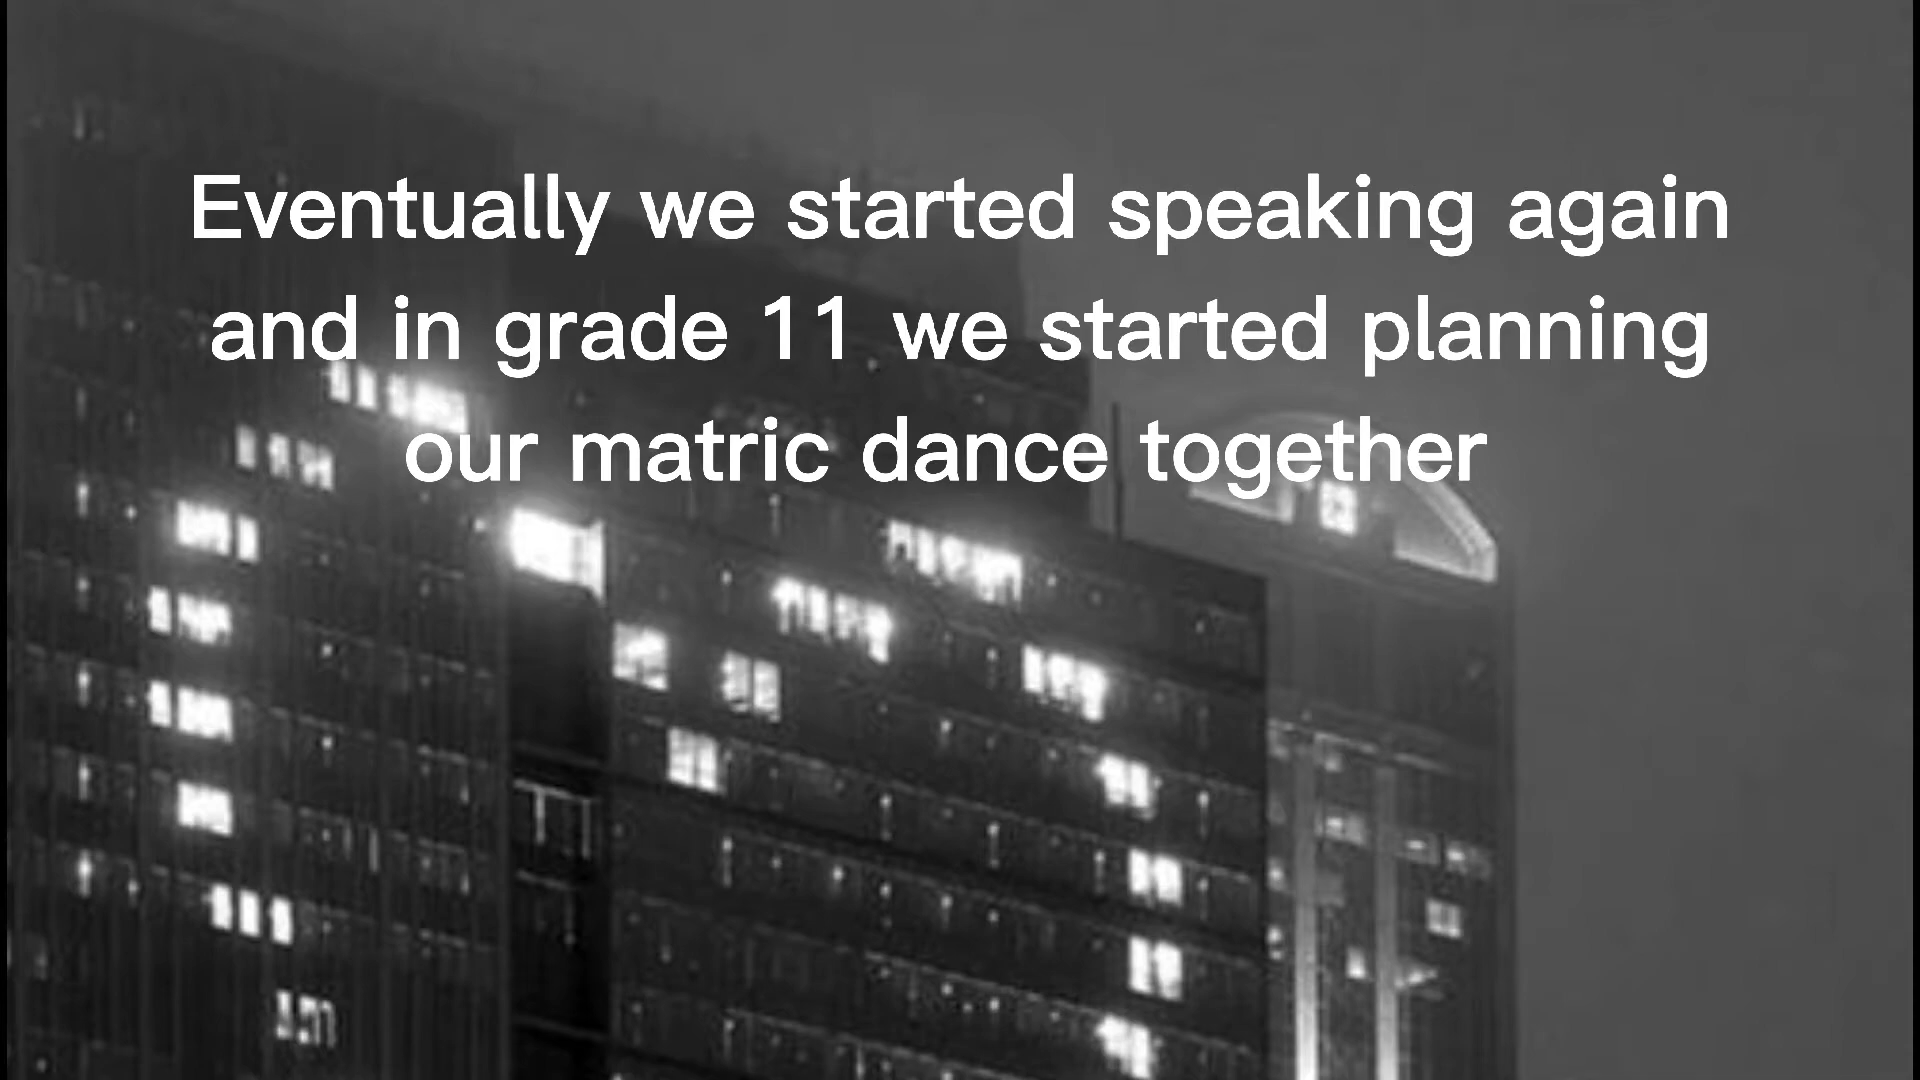 Eventually we started speaking again
and in grade 11 we started planning
our matric dance together